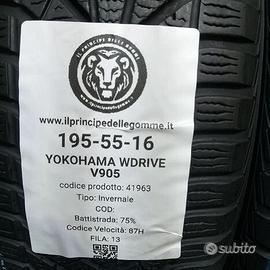 IL PRINCIPE DELLE GOMME
www.ilprincipedellegomme.it
195-55-16
YOKOHAMA WDRIVE
V905
codice prodotto: 41963
Tipo: Invernale
COD:
Battistrada: 75%
Codice Velocità: 87H
FILA: 13
subito